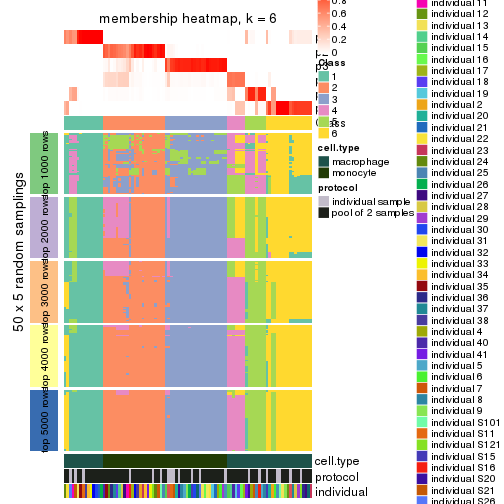 membership heatmap, k = 6
50 x 5 random samplings
top 1000 rows
top 2000 rows
top 3000 rows
top 4000 rows
top 5000 rows
0.8
0.6
0.4
0.2
0
Class
1
2
3
4
5
6
cell.type
macrophage
monocyte
protocol
individual sample
pool of 2 samples
cell.type
protocol
individual
individual 11
individual 12
individual 13
individual 14
individual 15
individual 16
individual 17
individual 18
individual 19
individual 2
individual 20
individual 21
individual 22
individual 23
individual 24
individual 25
individual 26
individual 27
individual 28
individual 29
individual 30
individual 31
individual 32
individual 33
individual 34
individual 35
individual 36
individual 37
individual 38
individual 4
individual 40
individual 41
individual 5
individual 6
individual 7
individual 8
individual 9
individual S101
individual S11
individual S121
individual S15
individual S16
individual S20
individual S26